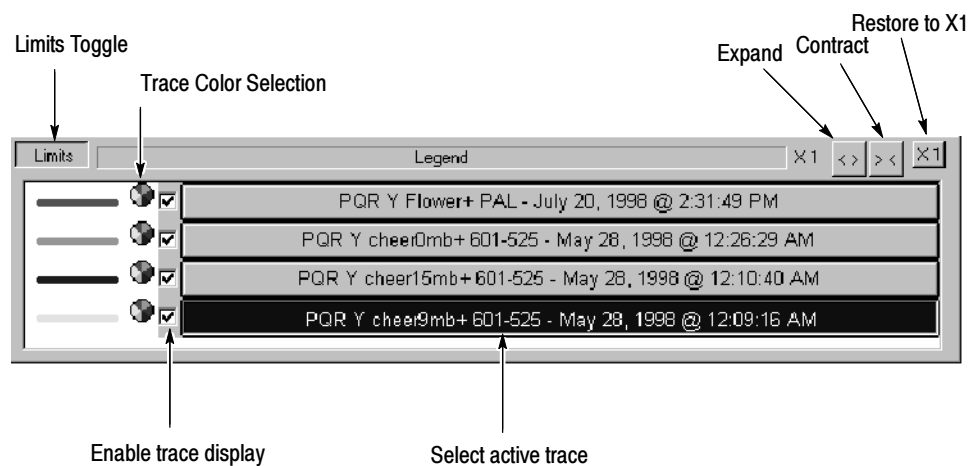 Restore to X1
Limits Toggle
Expand
Contract
Trace Color Selection
Limits
Legend
X1
< >
> <
X1
PQR Y Flower+ PAL - July 20, 1998 @ 2:31:49 PM
PQR Y cheer0mb+ 601-525 - May 28, 1998 @ 12:26:29 AM
PQR Y cheer15mb+ 601-525 - May 28, 1998 @ 12:10:40 AM
PQR Y cheer9mb+ 601-525 - May 28, 1998 @ 12:09:16 AM
Enable trace display
Select active trace